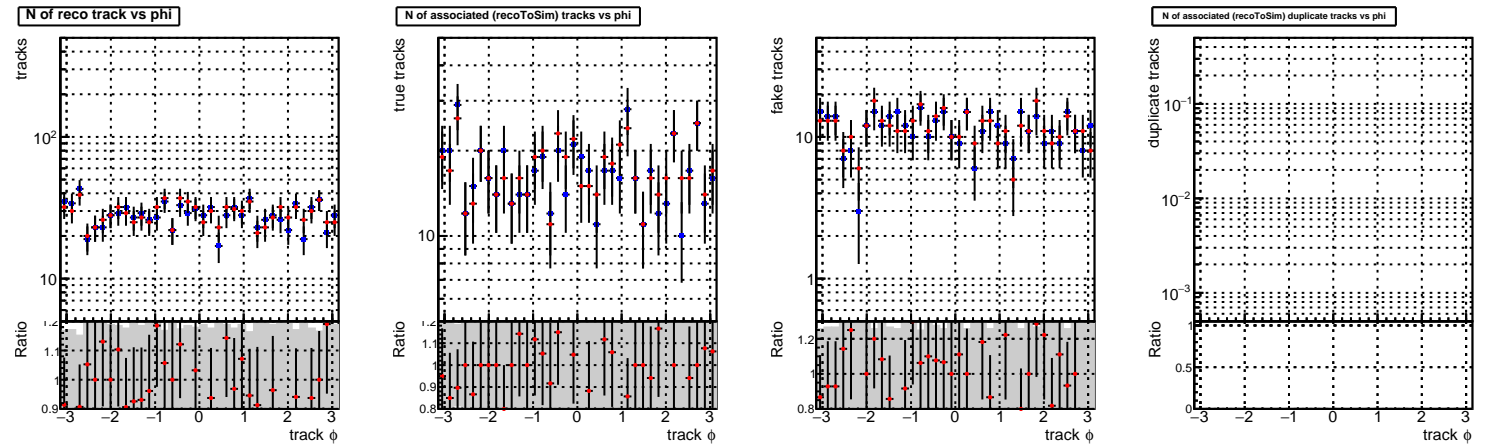 N of reco track vs phi
tracks
10²
10
Ratio
1.2
1.1
1
0.9
−3 −2 −1 0 1 2 3
track ϕ
N of associated (recoToSim) tracks vs phi
true tracks
10
Ratio
1.2
1.1
1
0.9
0.8
−3 −2 −1 0 1 2 3
track ϕ
fake tracks
10
1
Ratio
1.2
1
0.8
−3 −2 −1 0 1 2 3
track ϕ
N of associated (recoToSim) duplicate tracks vs phi
duplicate tracks
10⁻¹
10⁻²
10⁻³
Ratio
1
0.5
0
−3 −2 −1 0 1 2 3
track ϕ